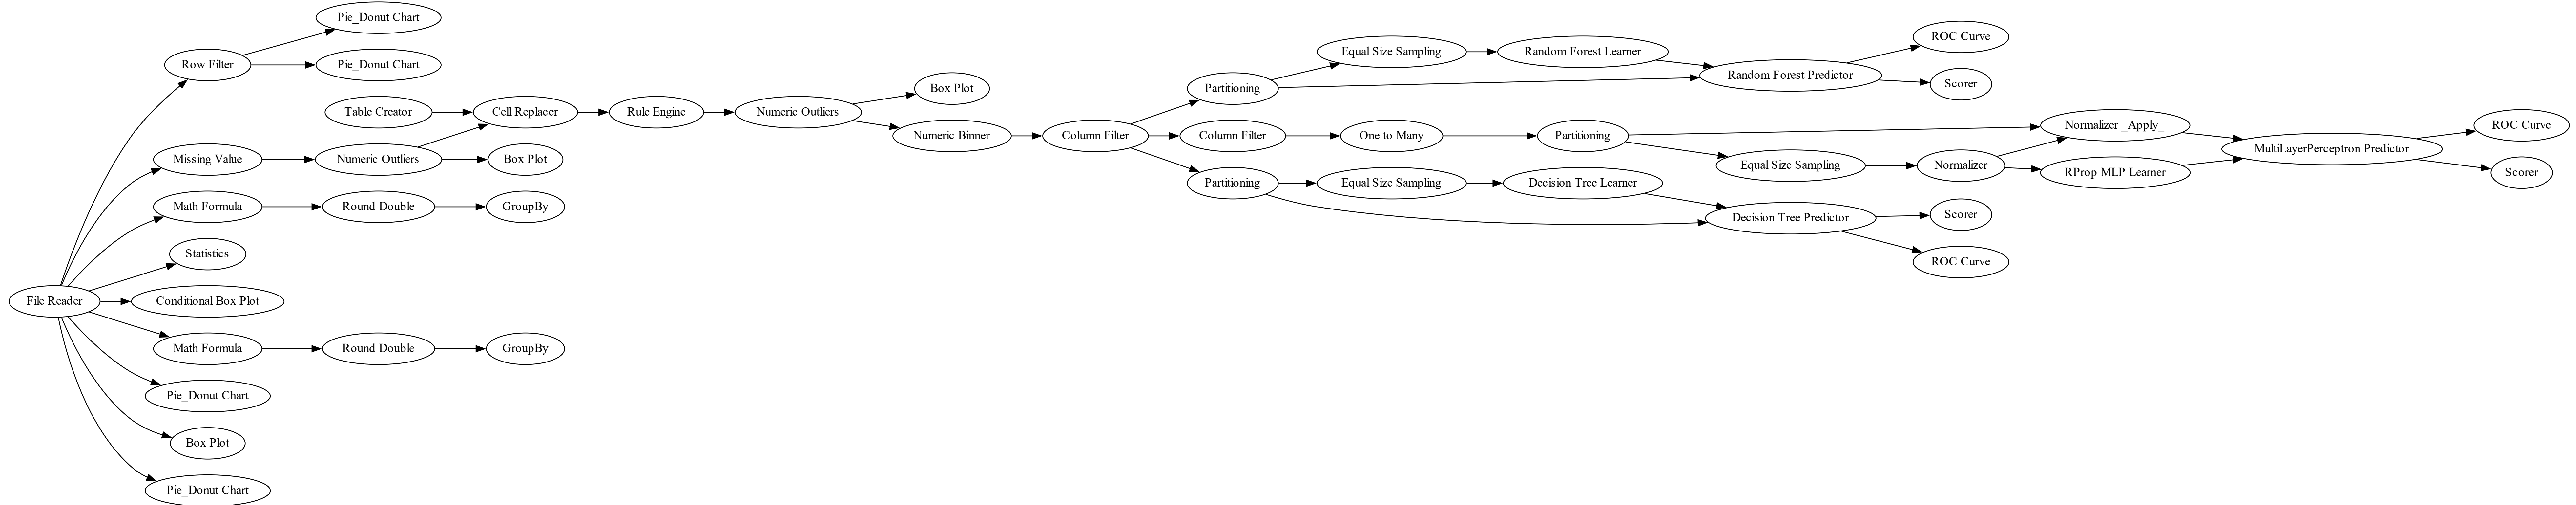 Pie_Donut Chart
Row Filter
Pie_Donut Chart
Table Creator
Cell Replacer
Rule Engine
Numeric Outliers
Box Plot
Numeric Binner
Missing Value
Numeric Outliers
Box Plot
Math Formula
Round Double
GroupBy
Statistics
File Reader
Conditional Box Plot
Math Formula
Round Double
GroupBy
Pie_Donut Chart
Box Plot
Pie_Donut Chart
Column Filter
Partitioning
Equal Size Sampling
Random Forest Learner
Random Forest Predictor
ROC Curve
Scorer
Column Filter
One to Many
Partitioning
Equal Size Sampling
Normalizer
Normalizer _Apply_
RProp MLP Learner
MultiLayerPerceptron Predictor
ROC Curve
Scorer
Partitioning
Equal Size Sampling
Decision Tree Learner
Decision Tree Predictor
Scorer
ROC Curve